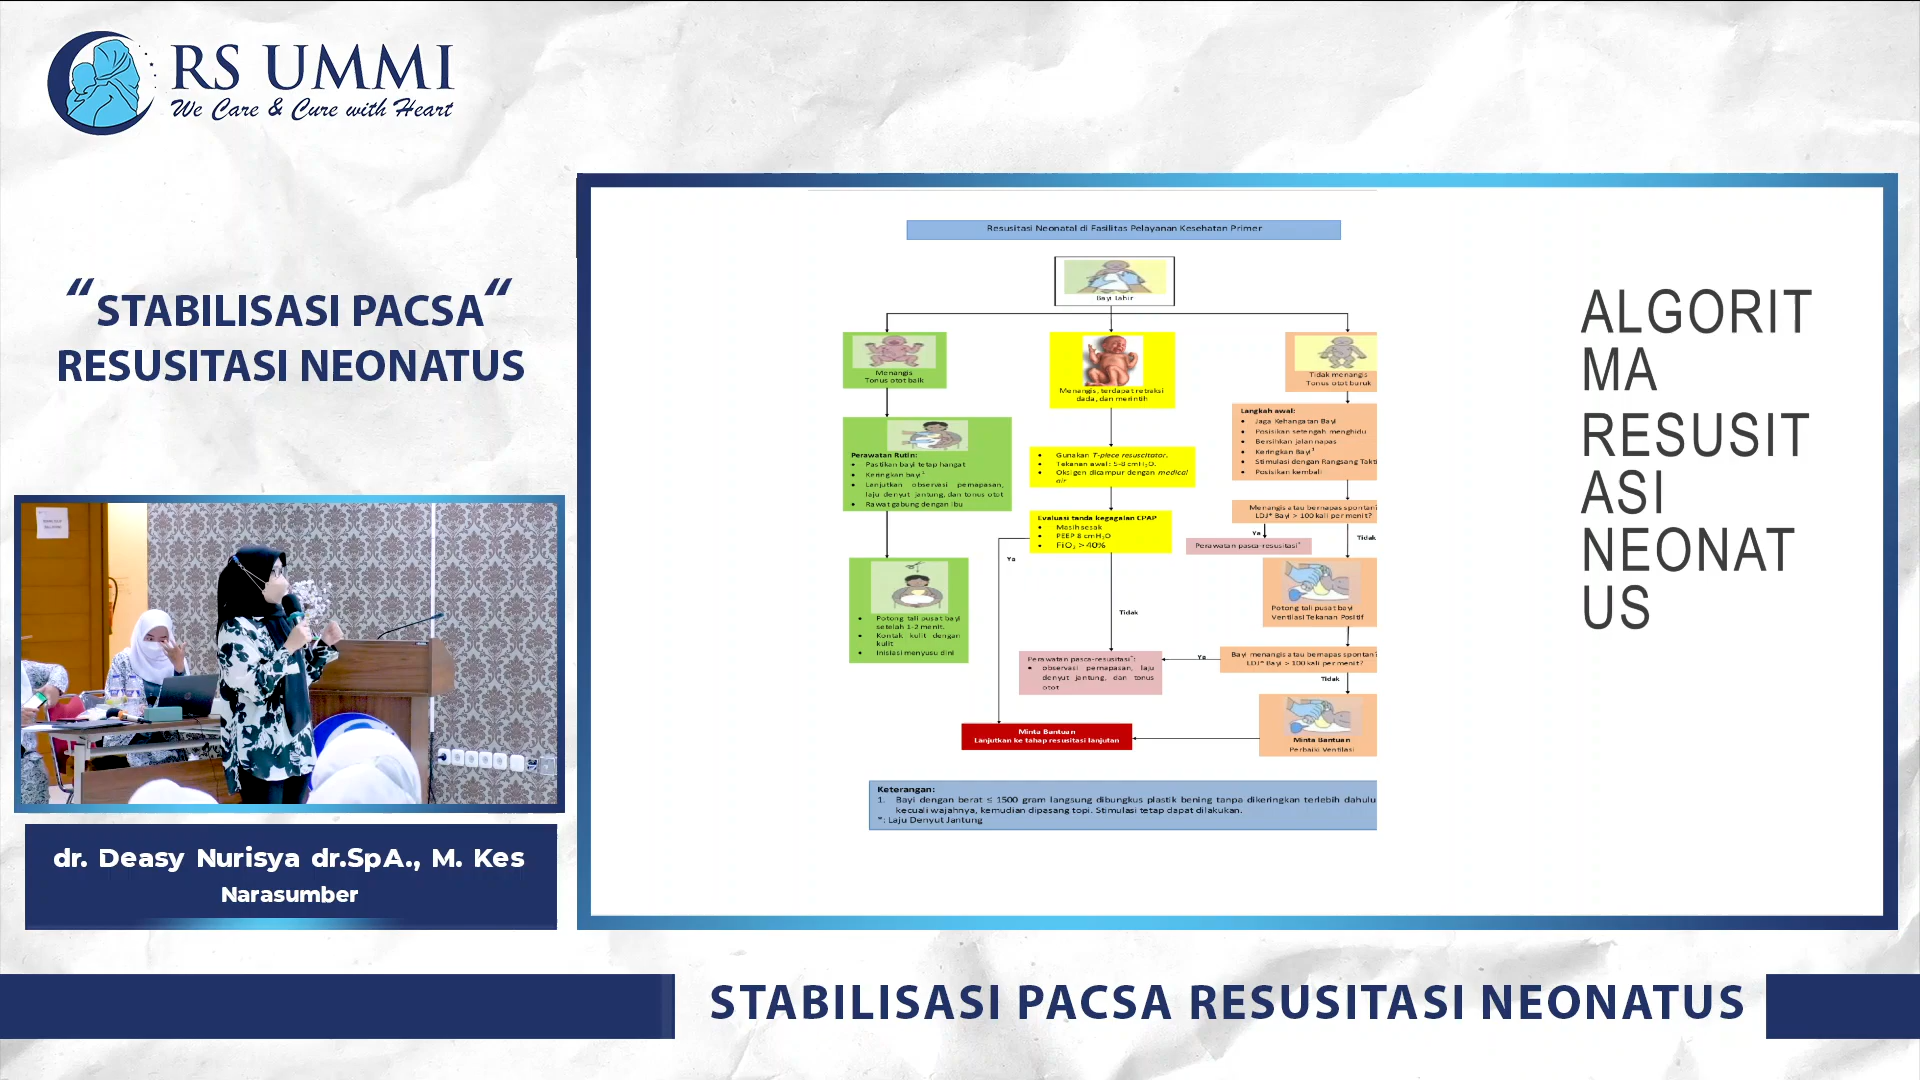 RS UMMI
We Care & Cure with Heart
“STABILISASI PACSA“
RESUSITASI NEONATUS
dr. Deasy Nurisya dr.SpA., M. Kes
Narasumber
Resusitasi Neonatal di Fasilitas Pelayanan Kesehatan Primer
Bayi Lahir
Menangis
Tonus otot baik
Perawatan Rutin:
• Pastikan bayi tetap hangat
• Keringkan bayi¹
• Lanjutkan observasi pernapasan,
laju denyut jantung, dan tonus otot
• Rawat gabung dengan ibu
• Potong tali pusat bayi
setelah 1-2 menit.
• Kontak kulit dengan
kulit
• Inisiasi menyusu dini
Menangis, terdapat retraksi
dada, dan merintih
• Gunakan T-piece resuscitator.
• Tekanan awal: 5-8 cmH₂O.
• Oksigen dicampur dengan medical
air
Evaluasi tanda kegagalan CPAP
• Masih sesak
• PEEP 8 cmH₂O
• FiO₂ > 40%
Ya
Tidak
Perawatan pasca-resusitasi*:
• observasi pernapasan, laju
denyut jantung, dan tonus
otot
Minta Bantuan
Lanjutkan ke tahap resusitasi lanjutan
Tidak menangis
Tonus otot buruk
Langkah awal:
• Jaga Kehangatan Bayi
• Posisikan setengah menghidu
• Bersihkan jalan napas
• Keringkan Bayi¹
• Stimulasi dengan Rangsang Takti
• Posisikan kembali
Menangis atau bernapas spontan
LDJ* Bayi > 100 kali per menit?
Ya
Tidak
Perawatan pasca-resusitasi*
Potong tali pusat bayi
Ventilasi Tekanan Positif
Bayi menangis atau bernapas spontan
LDJ* Bayi > 100 kali per menit?
Ya
Tidak
Minta Bantuan
Perbaiki Ventilasi
Keterangan:
1. Bayi dengan berat ≤ 1500 gram langsung dibungkus plastik bening tanpa dikeringkan terlebih dahulu
kecuali wajahnya, kemudian dipasang topi. Stimulasi tetap dapat dilakukan.
*: Laju Denyut Jantung
ALGORIT
MA
RESUSIT
ASI
NEONAT
US
STABILISASI PACSA RESUSITASI NEONATUS